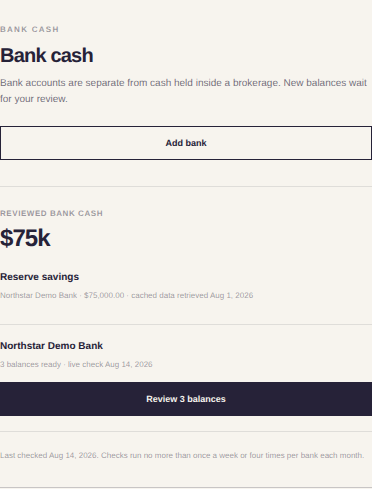 BANK CASH
Bank cash
Bank accounts are separate from cash held inside a brokerage. New balances wait
for your review.
Add bank
REVIEWED BANK CASH
$75k
Reserve savings
Northstar Demo Bank · $75,000.00 · cached data retrieved Aug 1, 2026
Northstar Demo Bank
3 balances ready · live check Aug 14, 2026
Review 3 balances
Last checked Aug 14, 2026. Checks run no more than once a week or four times per bank each month.